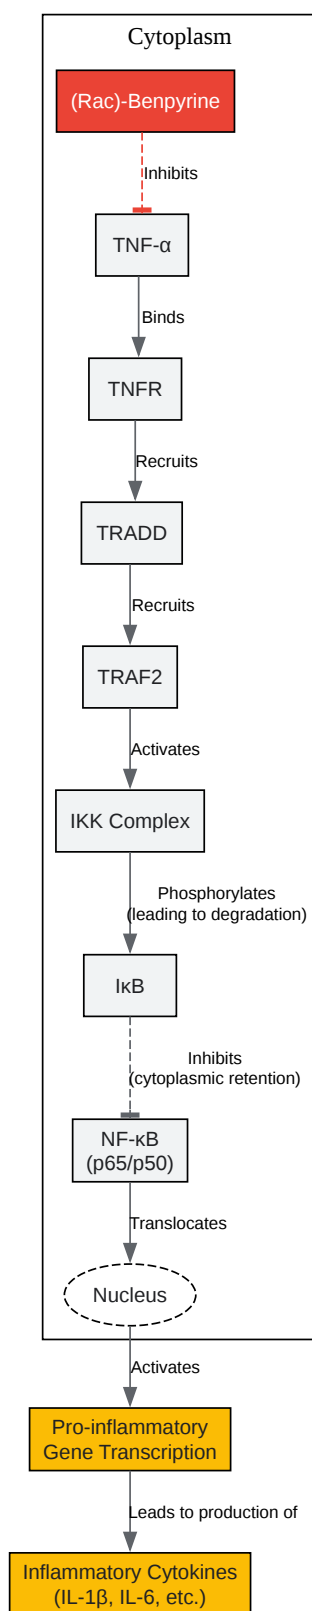 Cytoplasm
(Rac)-Benpyrine
Inhibits
TNF-α
Binds
TNFR
Recruits
TRADD
Recruits
TRAF2
Activates
IKK Complex
Phosphorylates
(leading to degradation)
IκB
Inhibits
(cytoplasmic retention)
NF-κB
(p65/p50)
Translocates
Nucleus
Activates
Pro-inflammatory
Gene Transcription
Leads to production of
Inflammatory Cytokines
(IL-1β, IL-6, etc.)